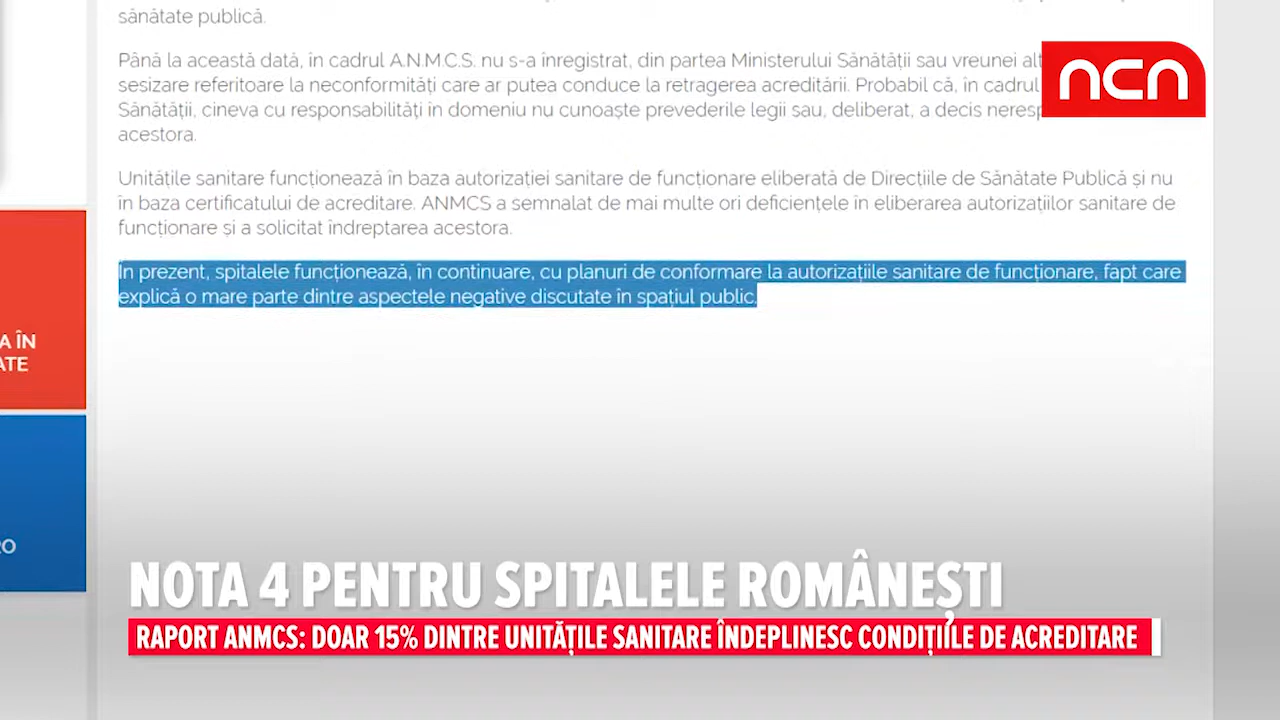 sănătate publică.
Până la această dată, în cadrul A.N.M.C.S. nu s-a înregistrat, din partea Ministerului Sănătății sau vreunei
sesizare referitoare la neconformități care ar putea conduce la retragerea acreditării. Probabil că, în cadrul
Sănătății, cineva cu responsabilități in domeniu nu cunoaște prevederile legii sau, deliberat, a decis
acestora.
Unitățile sanitare funcționează în baza autorizației sanitare de funcționare eliberată de Direcțiile de Sănătate Publică și nu
în baza certificatului de acreditare. ANMCS a semnalat de mai multe ori deficiențele în eliberarea autorizațiilor sanitare de
funcționare și a solicitat îndreptarea acestora.
În prezent, spitalele funcționează, în continuare, cu planuri de conformare la autorizațiile sanitare de funcționare, fapt care
explică o mare parte dintre aspectele negative discutate în spațiul public.
ncn
A ÎN
ATE
RO
NOTA 4 PENTRU SPITALELE ROMÂNEȘTI
RAPORT ANMCS: DOAR 15% DINTRE UNITĂȚILE SANITARE ÎNDEPLINESC CONDIȚIILE DE ACREDITARE